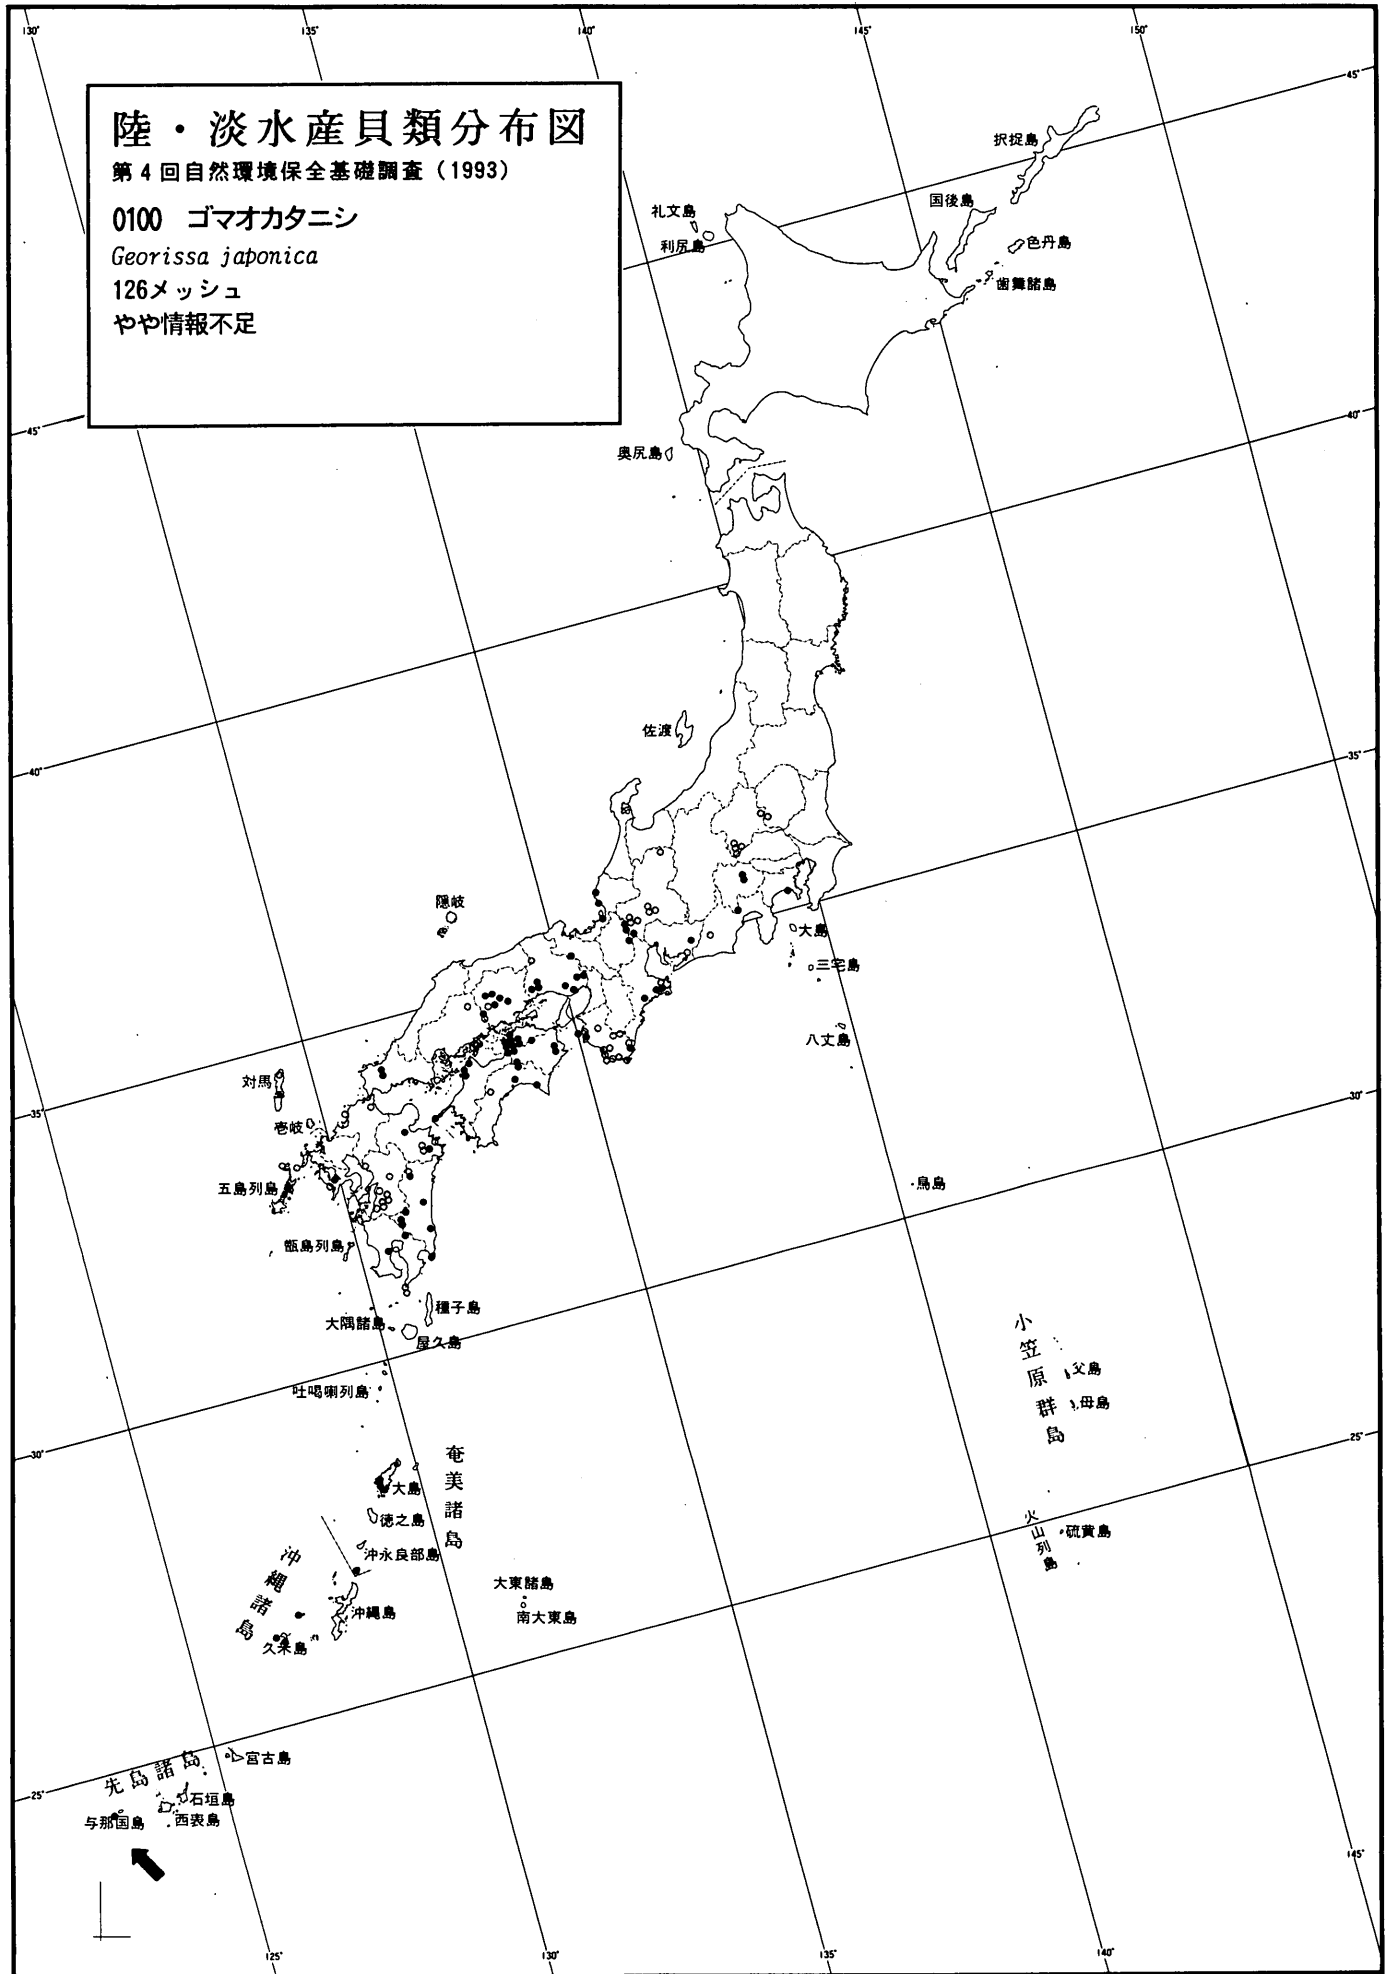 130°
135°
140°
145°
150°
陸・淡水産貝類分布図
第4回自然環境保全基礎調査（1993）
0100 ゴマオカタニシ
Georissa japonica
126メッシュ
やや情報不足
45°
択捉島
国後島
礼文島
利尻島
色丹島
歯舞諸島
40°
45°
奥尻島
佐渡
35°
40°
隠岐
大島
三宅島
八丈島
対馬
30°
35°
壱岐
五島列島
鳥島
甑島列島
種子島
大隅諸島
屋久島
吐噶喇列島
小笠原群島
父島
母島
25°
30°
奄美諸島
大島
徳之島
沖永良部島
火山列島
硫黄島
沖縄諸島
沖縄島
久米島
大東諸島
南大東島
宮古島
先島諸島
25°
石垣島
与那国島
西表島
145°
125°
130°
135°
140°